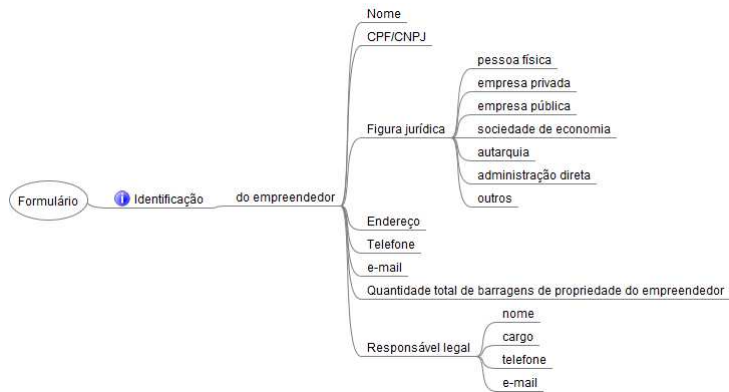 Nome
CPF/CNPJ
pessoa física
empresa privada
empresa pública
Figura jurídica
sociedade de economia
autarquia
administração direta
outros
Formulário
i
Identificação
do empreendedor
Endereço
Telefone
e-mail
Quantidade total de barragens de propriedade do empreendedor
nome
cargo
Responsável legal
telefone
e-mail